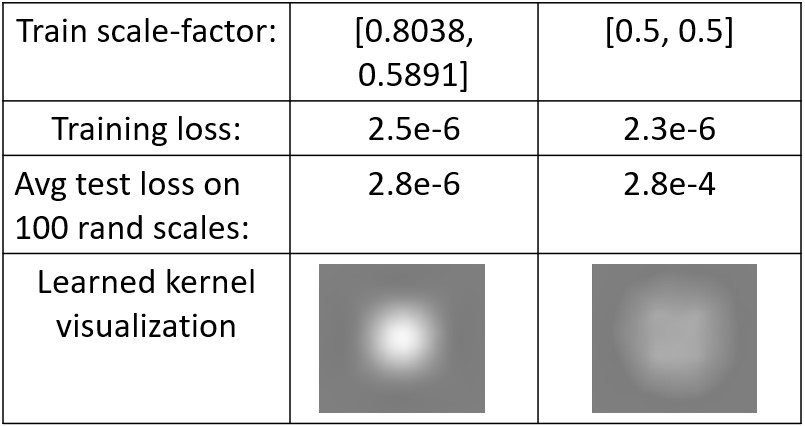 Train scale-factor:
[0.8038,
0.5891]
[0.5, 0.5]
Training loss:
2.5e-6
2.3e-6
Avg test loss on
100 rand scales:
2.8e-6
2.8e-4
Learned kernel
visualization